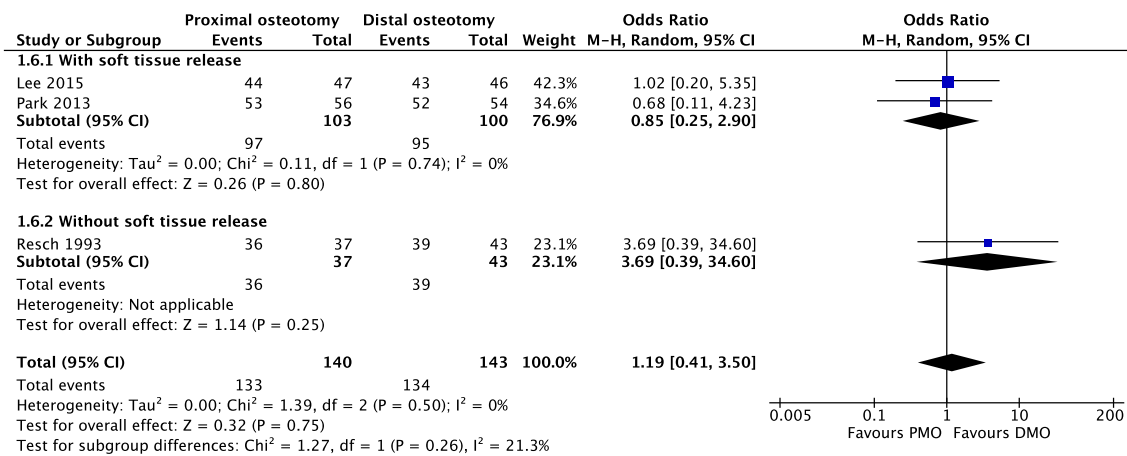 Proximal osteotomy Distal osteotomy Odds Ratio Odds Ratio
Study or Subgroup Events Total Events Total Weight M-H, Random, 95% CI M-H, Random, 95% CI
1.6.1 With soft tissue release
Lee 2015 44 47 43 46 42.3% 1.02 [0.20, 5.35]
Park 2013 53 56 52 54 34.6% 0.68 [0.11, 4.23]
Subtotal (95% CI) 103 100 76.9% 0.85 [0.25, 2.90]
Total events 97 95
Heterogeneity: Tau² = 0.00; Chi² = 0.11, df = 1 (P = 0.74); I² = 0%
Test for overall effect: Z = 0.26 (P = 0.80)
1.6.2 Without soft tissue release
Resch 1993 36 37 39 43 23.1% 3.69 [0.39, 34.60]
Subtotal (95% CI) 37 43 23.1% 3.69 [0.39, 34.60]
Total events 36 39
Heterogeneity: Not applicable
Test for overall effect: Z = 1.14 (P = 0.25)
Total (95% CI) 140 143 100.0% 1.19 [0.41, 3.50]
Total events 133 134
Heterogeneity: Tau² = 0.00; Chi² = 1.39, df = 2 (P = 0.50); I² = 0%
Test for overall effect: Z = 0.32 (P = 0.75)
Test for subgroup differences: Chi² = 1.27, df = 1 (P = 0.26), I² = 21.3%
0.005 0.1 1 10 200
Favours PMO Favours DMO